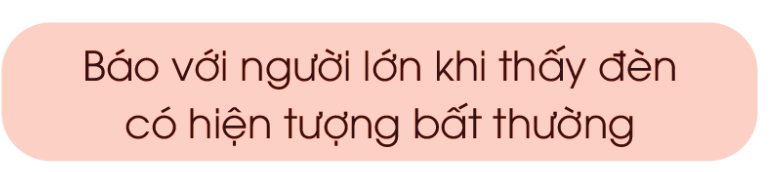 Báo với người lớn khi thấy đèn
có hiện tượng bất thường